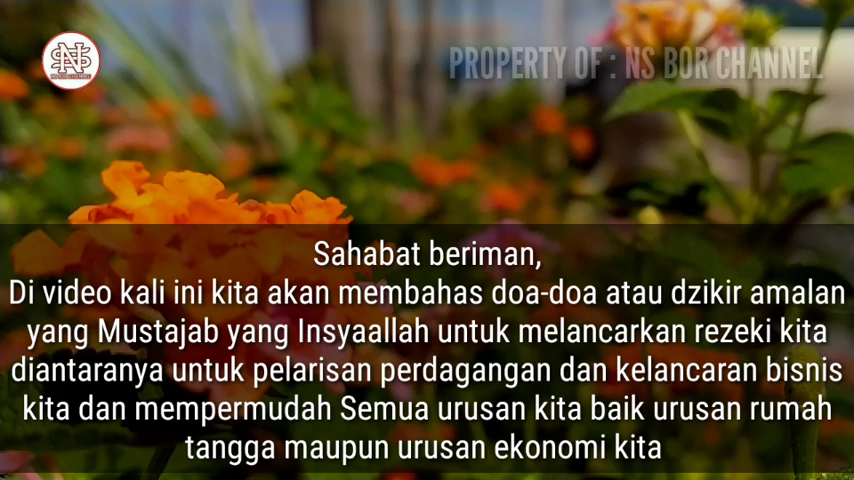 PROPERTY OF : NS BOR CHANNEL
Sahabat beriman,
Di video kali ini kita akan membahas doa-doa atau dzikir amalan
yang Mustajab yang Insyaallah untuk melancarkan rezeki kita
diantaranya untuk pelarisan perdagangan dan kelancaran bisnis
kita dan mempermudah Semua urusan kita baik urusan rumah
tangga maupun urusan ekonomi kita